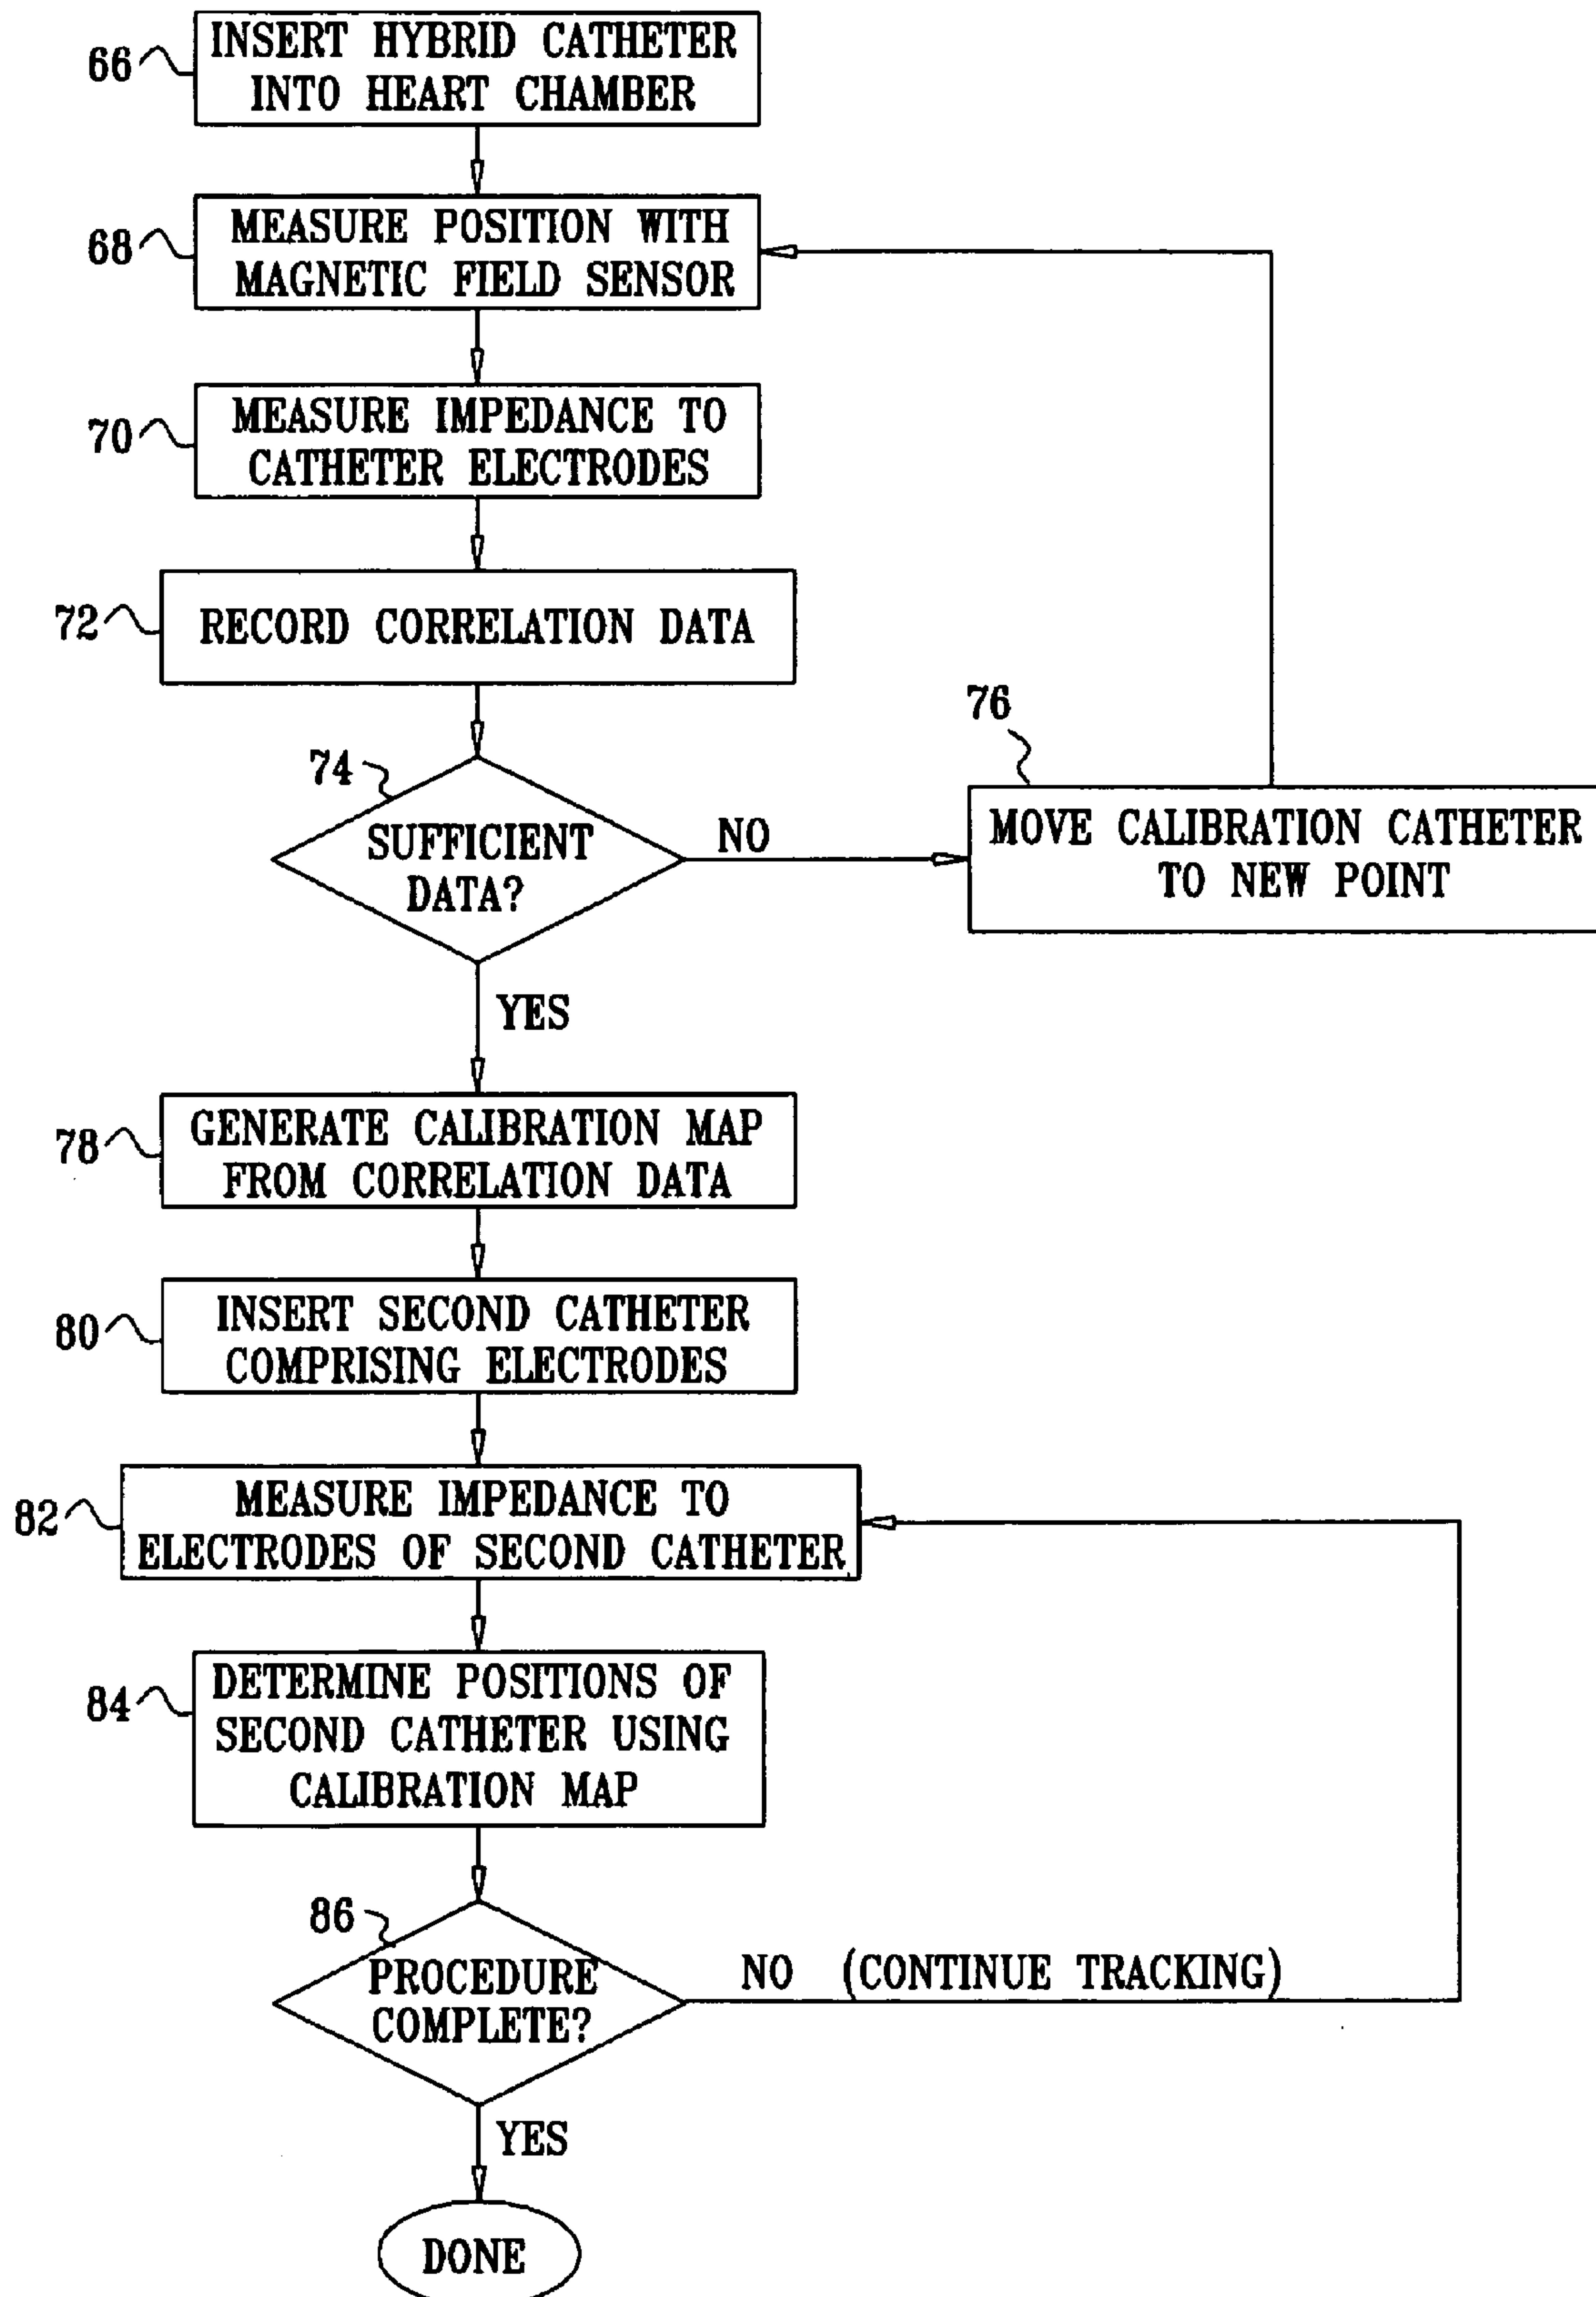 66
INSERT HYBRID CATHETER
INTO HEART CHAMBER
68
MEASURE POSITION WITH
MAGNETIC FIELD SENSOR
70
MEASURE IMPEDANCE TO
CATHETER ELECTRODES
72
RECORD CORRELATION DATA
74
SUFFICIENT
DATA?
NO
76
MOVE CALIBRATION CATHETER
TO NEW POINT
YES
78
GENERATE CALIBRATION MAP
FROM CORRELATION DATA
80
INSERT SECOND CATHETER
COMPRISING ELECTRODES
82
MEASURE IMPEDANCE TO
ELECTRODES OF SECOND CATHETER
84
DETERMINE POSITIONS OF
SECOND CATHETER USING
CALIBRATION MAP
86
PROCEDURE
COMPLETE?
NO (CONTINUE TRACKING)
YES
DONE